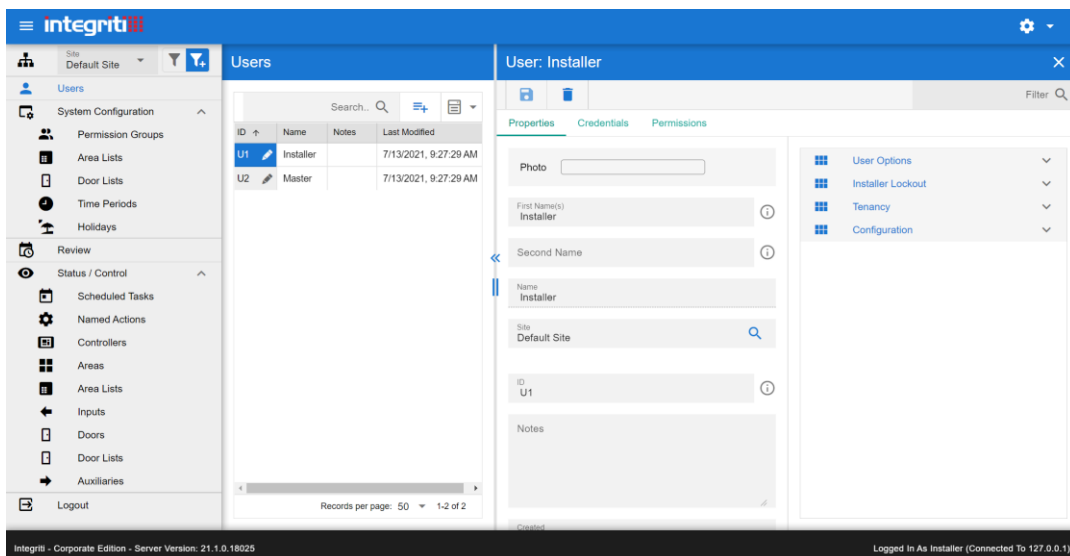 integriti
Site
Default Site
Users
System Configuration
Permission Groups
Area Lists
Door Lists
Time Periods
Holidays
Review
Status / Control
Scheduled Tasks
Named Actions
Controllers
Areas
Area Lists
Inputs
Doors
Door Lists
Auxiliaries
Logout
Users
Search..
ID Name Notes Last Modified
U1 Installer 7/13/2021, 9:27:29 AM
U2 Master 7/13/2021, 9:27:29 AM
Records per page: 50 1-2 of 2
User: Installer
Filter
Properties Credentials Permissions
Photo
First Name(s)
Installer
Second Name
Name
Installer
Site
Default Site
ID
U1
Notes
Created
User Options
Installer Lockout
Tenancy
Configuration
Integriti - Corporate Edition - Server Version: 21.1.0.18025
Logged In As Installer (Connected To 127.0.0.1)